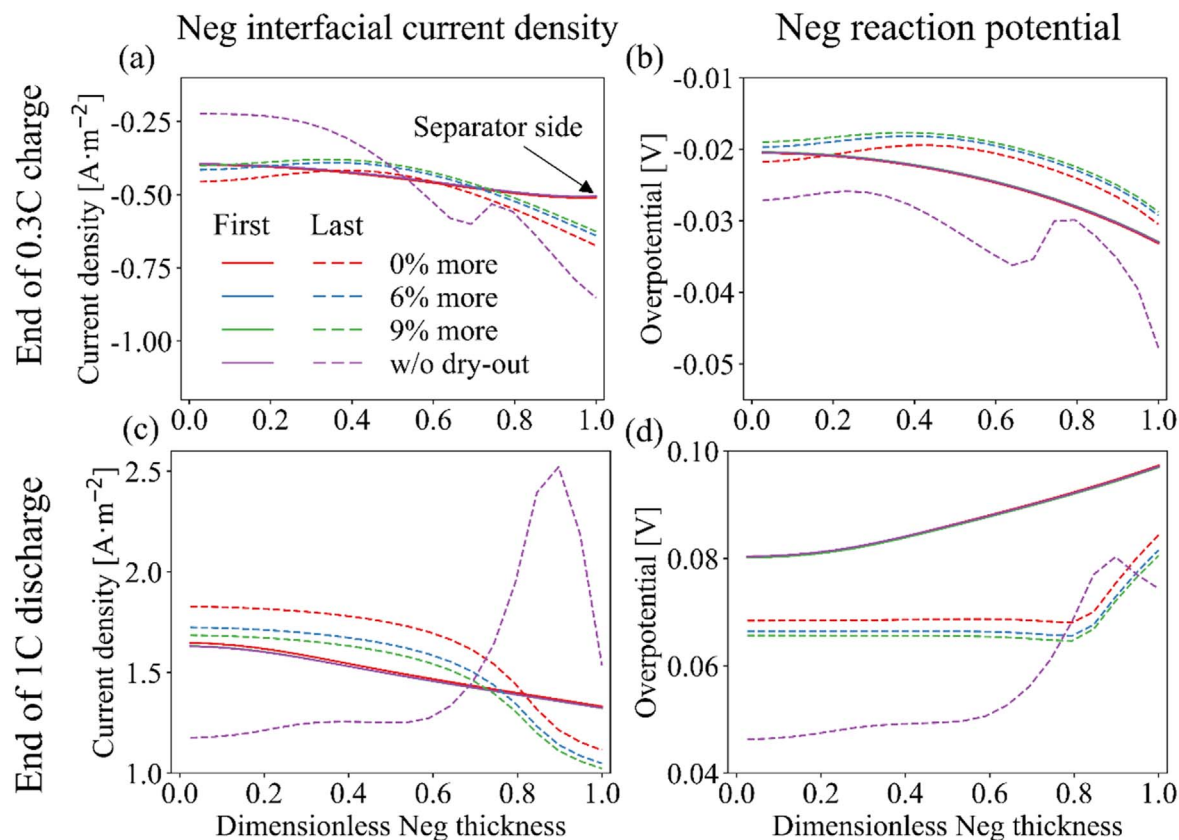 Neg interfacial current density
Neg reaction potential
(a)
(b)
End of 0.3C charge
Current density [A·m⁻²]
-0.25
-0.50
-0.75
-1.00
Separator side
First
Last
0% more
6% more
9% more
w/o dry-out
0.0
0.2
0.4
0.6
0.8
1.0
Overpotential [V]
-0.01
-0.02
-0.03
-0.04
-0.05
0.0
0.2
0.4
0.6
0.8
1.0
(c)
(d)
End of 1C discharge
Current density [A·m⁻²]
2.5
2.0
1.5
1.0
0.0
0.2
0.4
0.6
0.8
1.0
Dimensionless Neg thickness
Overpotential [V]
0.10
0.08
0.06
0.04
0.0
0.2
0.4
0.6
0.8
1.0
Dimensionless Neg thickness